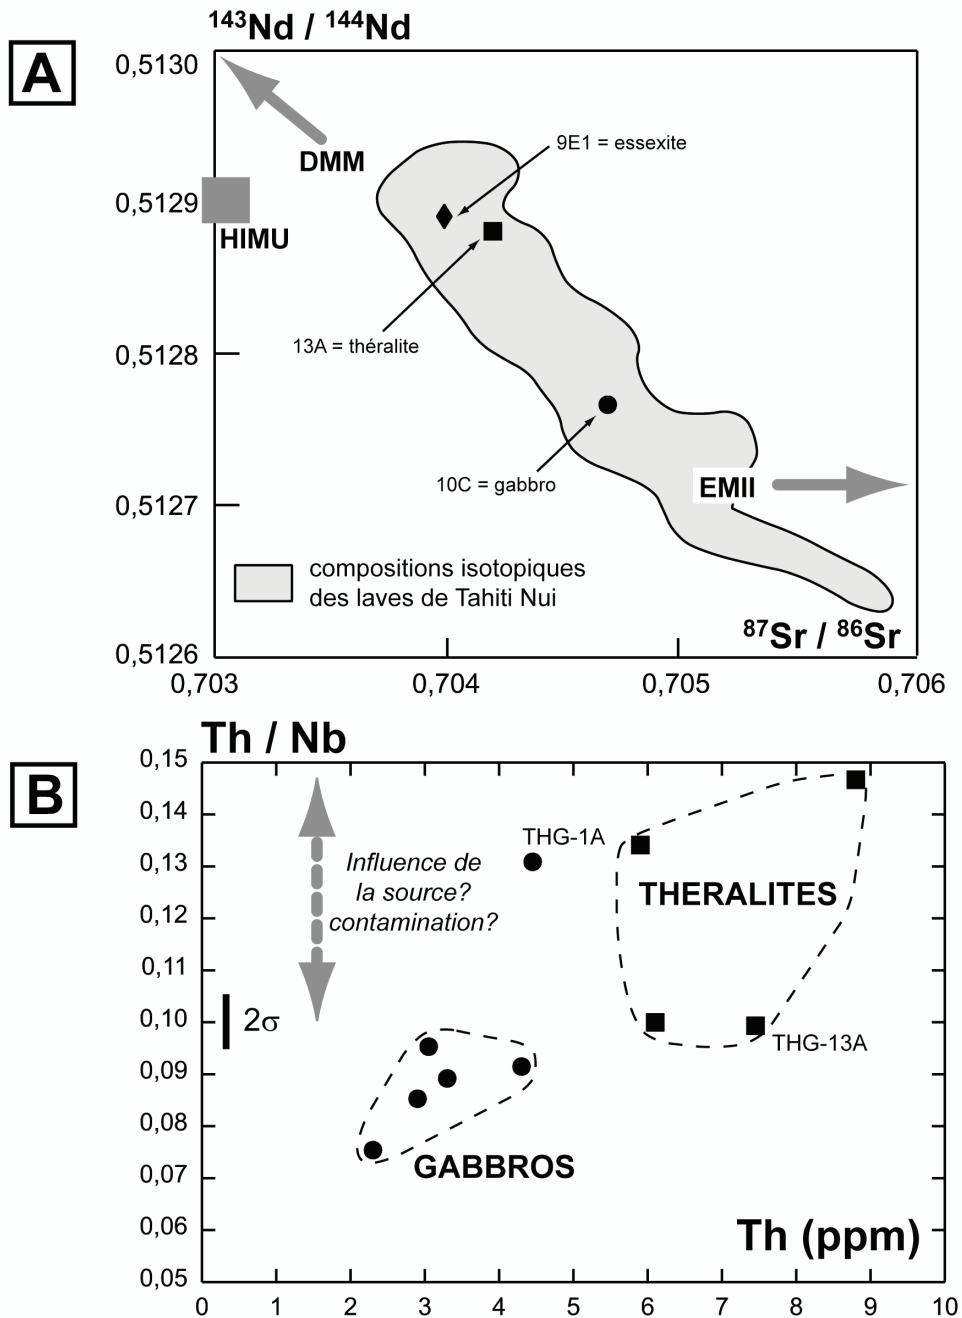 A
¹⁴³Nd / ¹⁴⁴Nd
0,5130
DMM
9E1 = essexite
0,5129
HIMU
13A = théralite
0,5128
10C = gabbro
EMII
0,5127
compositions isotopiques
des laves de Tahiti Nui
⁸⁷Sr / ⁸⁶Sr
0,5126
0,703 0,704 0,705 0,706
B
Th / Nb
0,15
0,14
THG-1A
Influence de
la source?
contamination?
0,13
THERALITES
0,12
0,11
0,10
2σ
THG-13A
0,09
0,08
GABBROS
0,07
0,06
Th (ppm)
0,05
0 1 2 3 4 5 6 7 8 9 10